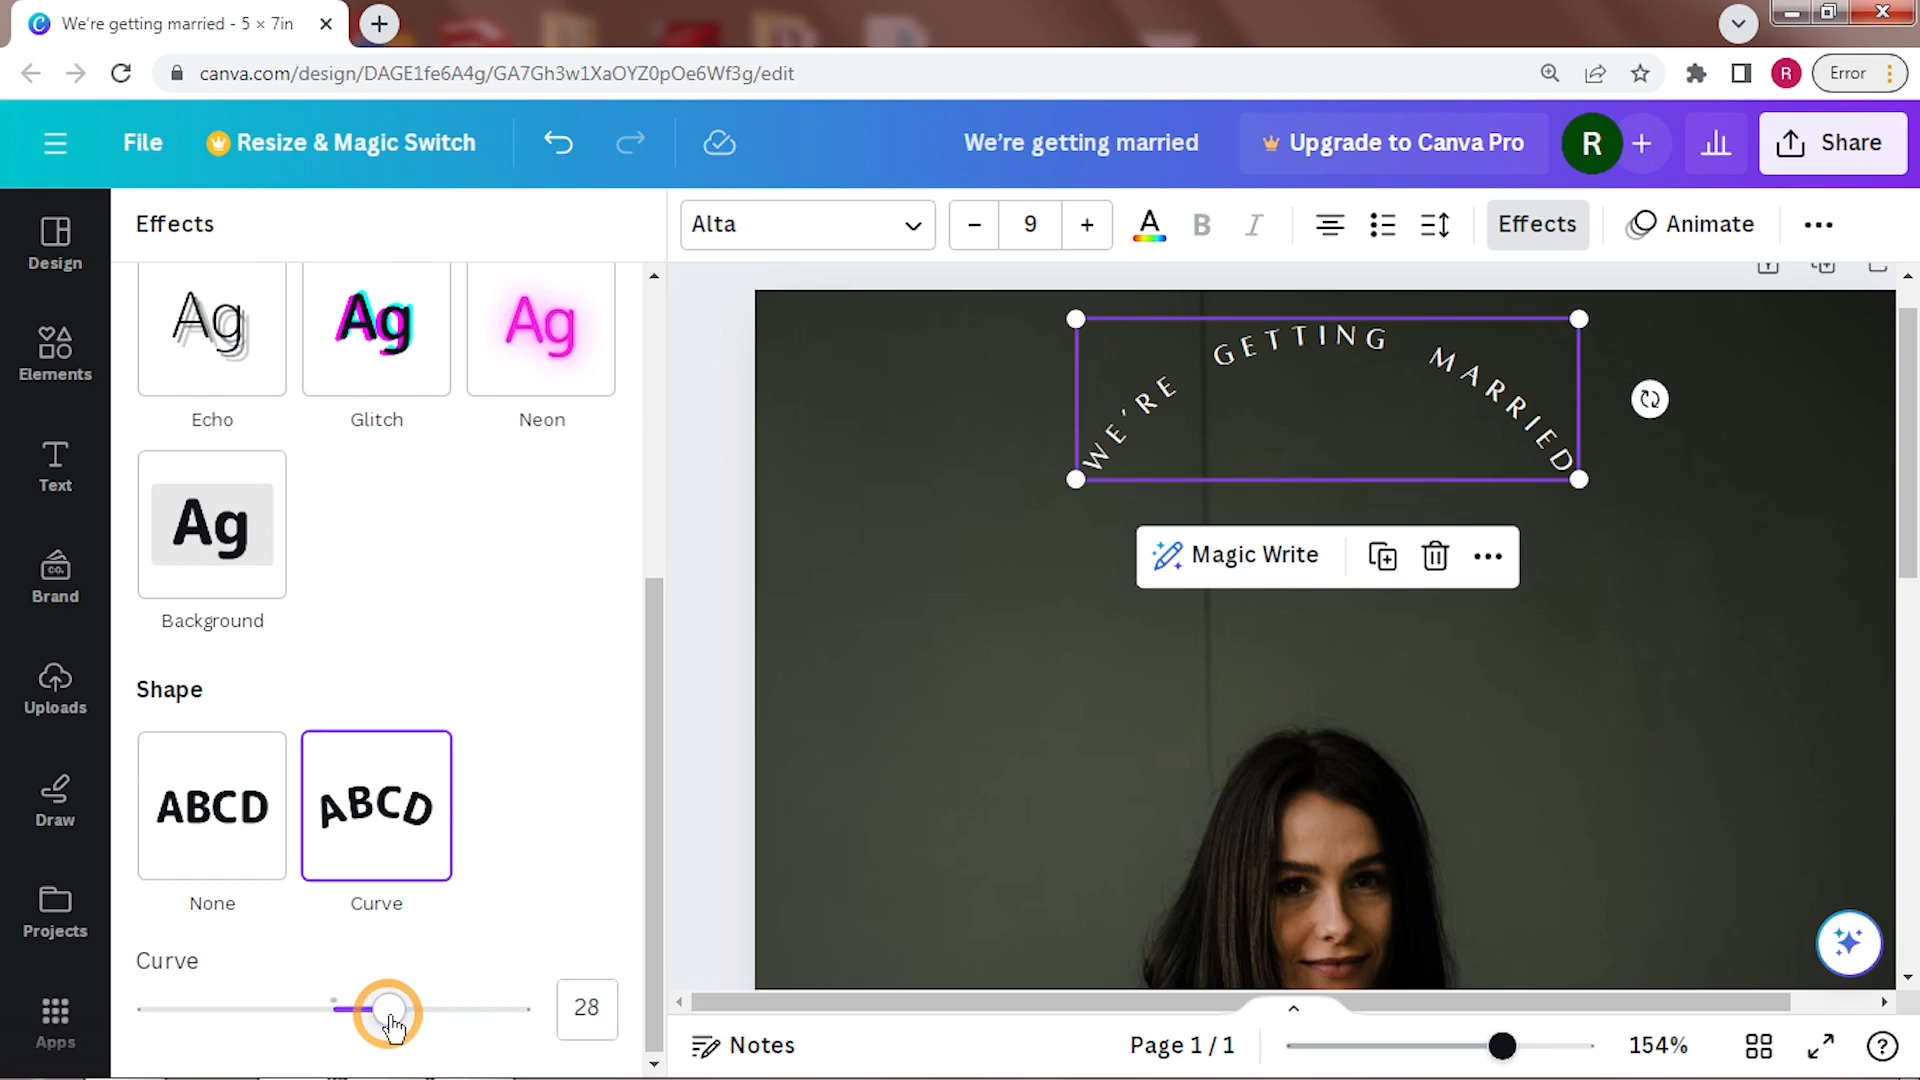 We're getting married - 5 × 7in
canva.com/design/DAGE1fe6A4g/GA7Gh3w1XaOYZ0pOe6Wf3g/edit
R
Error
File
Resize & Magic Switch
We're getting married
Upgrade to Canva Pro
R
Share
Design
Elements
Text
Brand
Uploads
Draw
Projects
Apps
Effects
Ag
Ag
Ag
Echo
Glitch
Neon
Ag
Background
Shape
ABCD
ABCD
None
Curve
Curve
28
Alta
9
A
B
I
Effects
Animate
WE'RE GETTING MARRIED
Magic Write
Notes
Page 1 / 1
154%